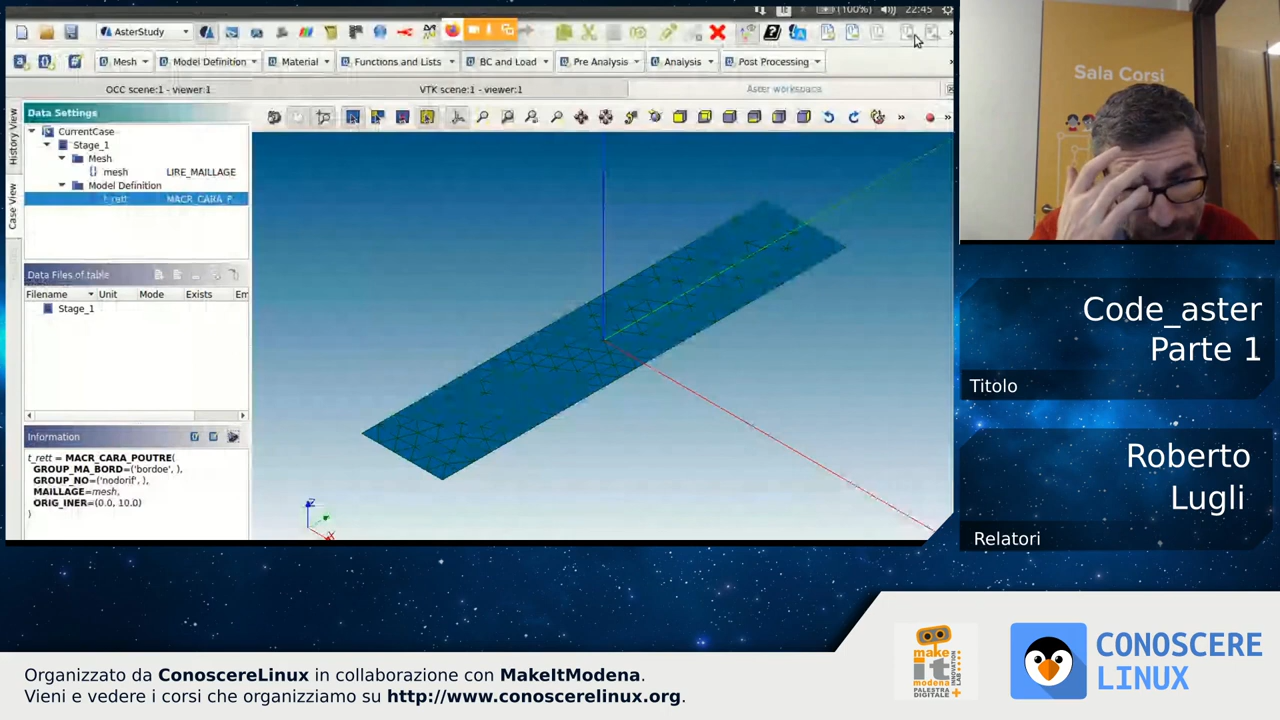 (100%) 22:45
AsterStudy
Mesh Model Definition Material Functions and Lists BC and Load Pre Analysis Analysis Post Processing
OCC scene:1 - viewer:1 VTK scene:1 - viewer:1 Aster workspace
Data Settings
History View
Case View
CurrentCase
Stage_1
Mesh
mesh LIRE_MAILLAGE
Model Definition
t_rett MACR_CARA_P
Data Files of table
Filename Unit Mode Exists Em
Stage_1
Information
t_rett = MACR_CARA_POUTRE(
GROUP_MA_BORD=('bordoe', ),
GROUP_NO=('nodorif', ),
MAILLAGE=mesh,
ORIG_INER=(0.0, 10.0)
)
Z
X
Sala Corsi
Code_aster
Parte 1
Titolo
Roberto
Lugli
Relatori
make
it
modena
PALESTRA
DIGITALE
CONOSCERE
LINUX
Organizzato da ConoscereLinux in collaborazione con MakeItModena.
Vieni e vedere i corsi che organizziamo su http://www.conoscerelinux.org.